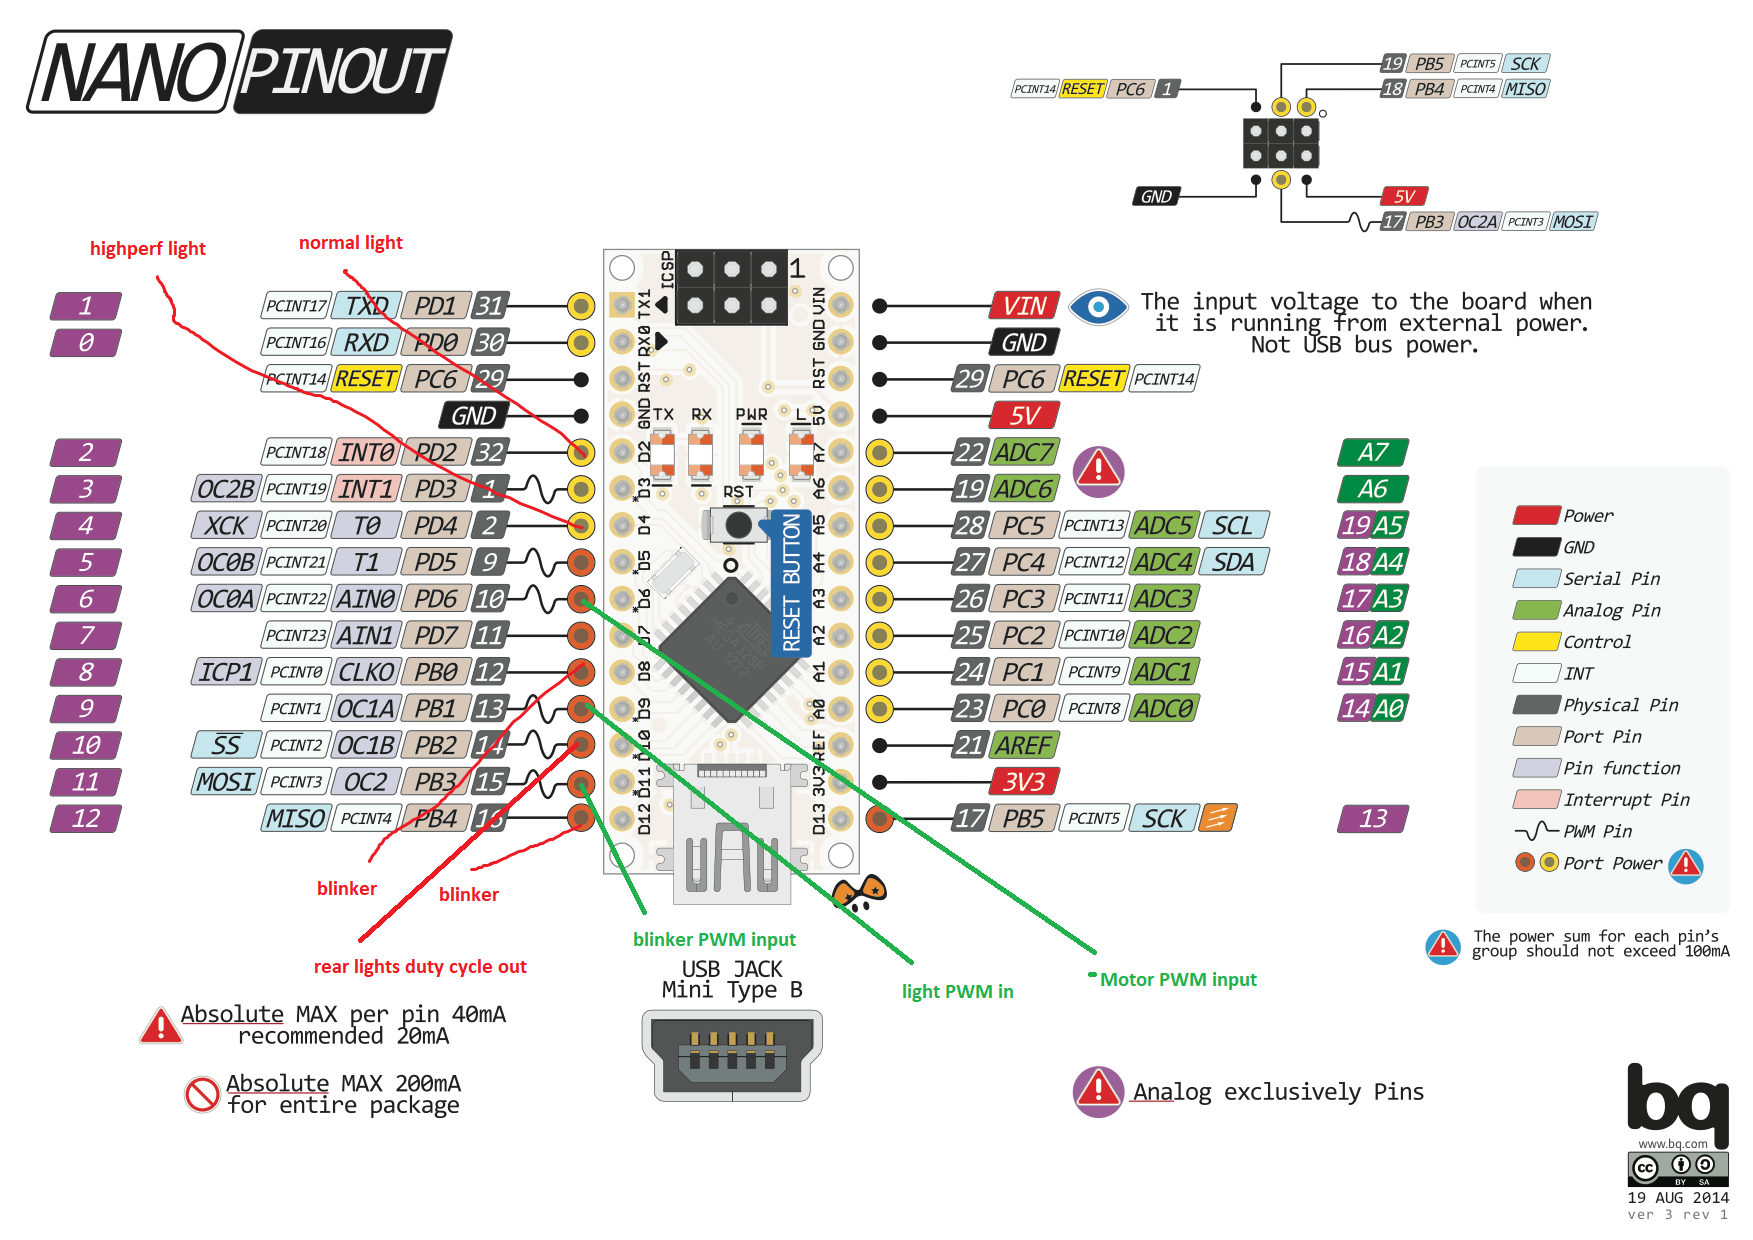 NANO PINOUT
19 PB5 PCINT5 SCK
PCINT14 RESET PC6 1
18 PB4 PCINT4 MISO
GND
5V
17 PB3 OC2A PCINT3 MOSI
highperf light
normal light
1 PCINT17 TXD PD1 31
0 PCINT16 RXD PD0 30
PCINT14 RESET PC6 29
GND
2 PCINT18 INT0 PD2 32
3 OC2B PCINT19 INT1 PD3 1
4 XCK PCINT20 T0 PD4 2
5 OC0B PCINT21 T1 PD5 9
6 OC0A PCINT22 AIN0 PD6 10
7 PCINT23 AIN1 PD7 11
8 ICP1 PCINT0 CLKO PB0 12
9 PCINT1 OC1A PB1 13
10 SS PCINT2 OC1B PB2 14
11 MOSI PCINT3 OC2 PB3 15
12 MISO PCINT4 PB4 16
ICSP
1
TX1
RX0
RST
GND
D2
*D3
D4
*D5
*D6
D7
D8
*D9
*D10
*D11
D12
TX RX PWR L
RST
RESET BUTTON
ATMEL
1222
VIN
GND
RST
5V
A7
A6
A5
A4
A3
A2
A1
A0
REF
3V3
D13
VIN
The input voltage to the board when
it is running from external power.
Not USB bus power.
GND
29 PC6 RESET PCINT14
5V
22 ADC7 A7
19 ADC6 A6
28 PC5 PCINT13 ADC5 SCL 19 A5
27 PC4 PCINT12 ADC4 SDA 18 A4
26 PC3 PCINT11 ADC3 17 A3
25 PC2 PCINT10 ADC2 16 A2
24 PC1 PCINT9 ADC1 15 A1
23 PC0 PCINT8 ADC0 14 A0
21 AREF
3V3
17 PB5 PCINT5 SCK 13
Power
GND
Serial Pin
Analog Pin
Control
INT
Physical Pin
Port Pin
Pin function
Interrupt Pin
PWM Pin
Port Power
The power sum for each pin's
group should not exceed 100mA
blinker
blinker
rear lights duty cycle out
blinker PWM input
light PWM in
Motor PWM input
USB JACK
Mini Type B
Absolute MAX per pin 40mA
recommended 20mA
Absolute MAX 200mA
for entire package
Analog exclusively Pins
bq
www.bq.com
cc BY SA
19 AUG 2014
ver 3 rev 1